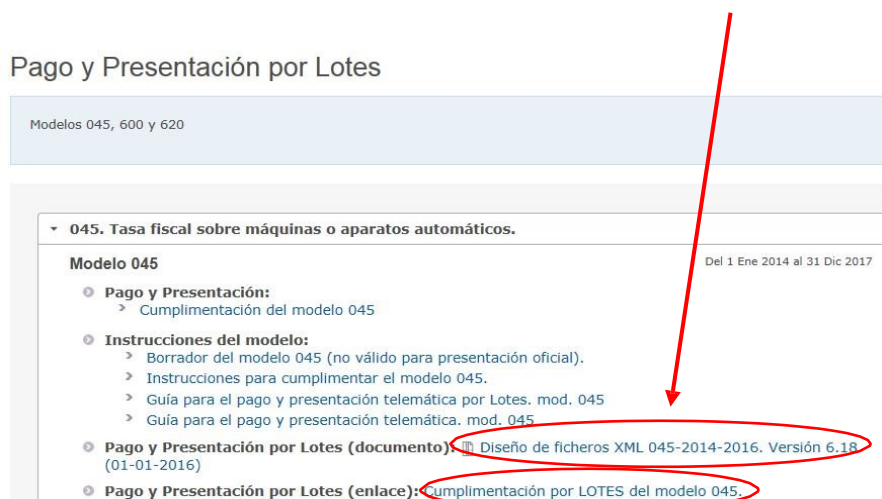 Pago y Presentación por Lotes
Modelos 045, 600 y 620
045. Tasa fiscal sobre máquinas o aparatos automáticos.
Modelo 045
Del 1 Ene 2014 al 31 Dic 2017
Pago y Presentación:
Cumplimentación del modelo 045
Instrucciones del modelo:
Borrador del modelo 045 (no válido para presentación oficial).
Instrucciones para cumplimentar el modelo 045.
Guía para el pago y presentación telemática por Lotes. mod. 045
Guía para el pago y presentación telemática. mod. 045
Pago y Presentación por Lotes (documento): Diseño de ficheros XML 045-2014-2016. Versión 6.18
(01-01-2016)
Pago y Presentación por Lotes (enlace): Cumplimentación por LOTES del modelo 045.